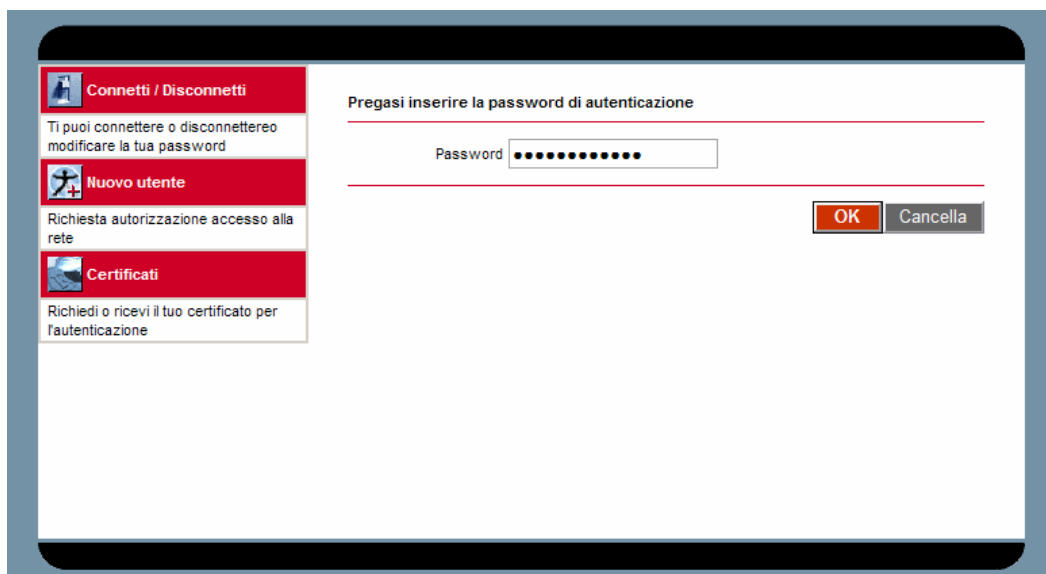 Connetti / Disconnetti
Ti puoi connettere o disconnettereo
modificare la tua password
Nuovo utente
Richiesta autorizzazione accesso alla
rete
Certificati
Richiedi o ricevi il tuo certificato per
l'autenticazione
Pregasi inserire la password di autenticazione
Password ●●●●●●●●●●●●
OK Cancella